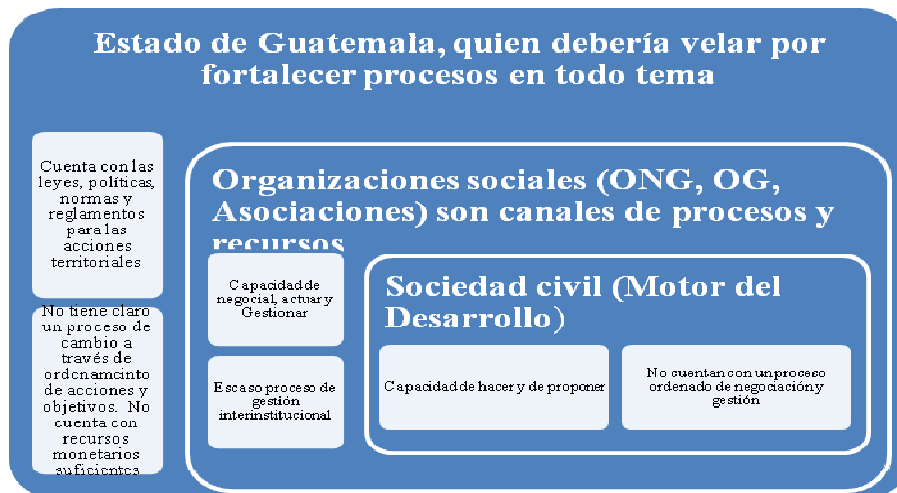 Estado de Guatemala, quien debería velar por
fortalecer procesos en todo tema
Cuenta con las
leyes, políticas,
normas y
reglamentos
para las
acciones
territoriales
No tiene claro
un proceso de
cambio a
través de
ordenamiento
de acciones y
objetivos. No
cuenta con
recursos
monetarios
suficientes
Organizaciones sociales (ONG, OG,
Asociaciones) son canales de procesos y
recursos
Capacidad de
negocial, actuar y
Gestionar
Escaso proceso de
gestión
interinstitucional
Sociedad civil (Motor del
Desarrollo)
Capacidad de hacer y de proponer
No cuentan con un proceso
ordenado de negociación y
gestión